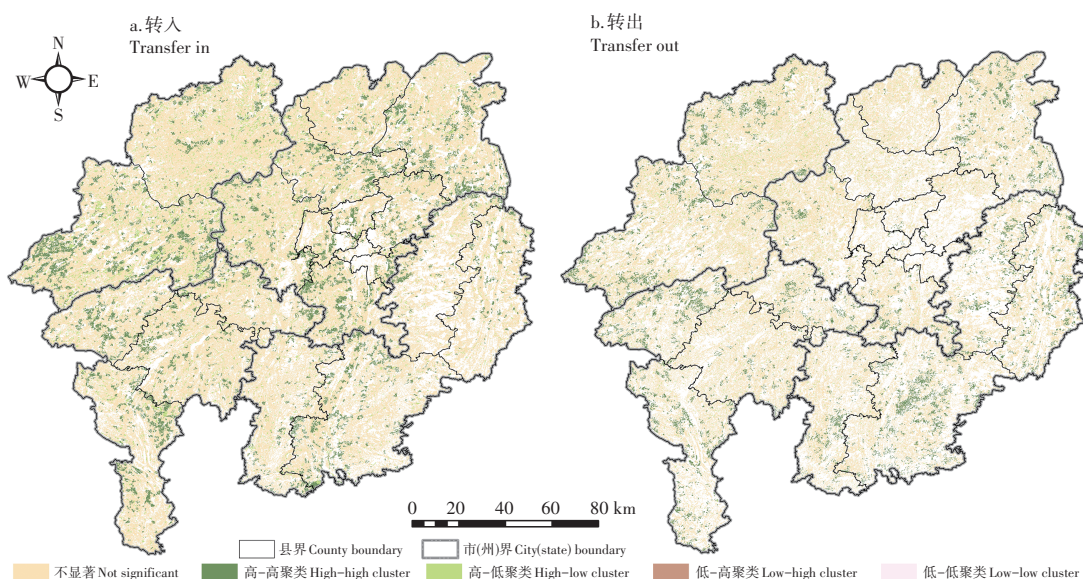 a.转入
Transfer in
b.转出
Transfer out
N
W E
S
0 20 40 60 80 km
县界 County boundary 市(州)界 City(state) boundary
不显著 Not significant 高-高聚类 High-high cluster 高-低聚类 High-low cluster 低-高聚类 Low-high cluster 低-低聚类 Low-low cluster